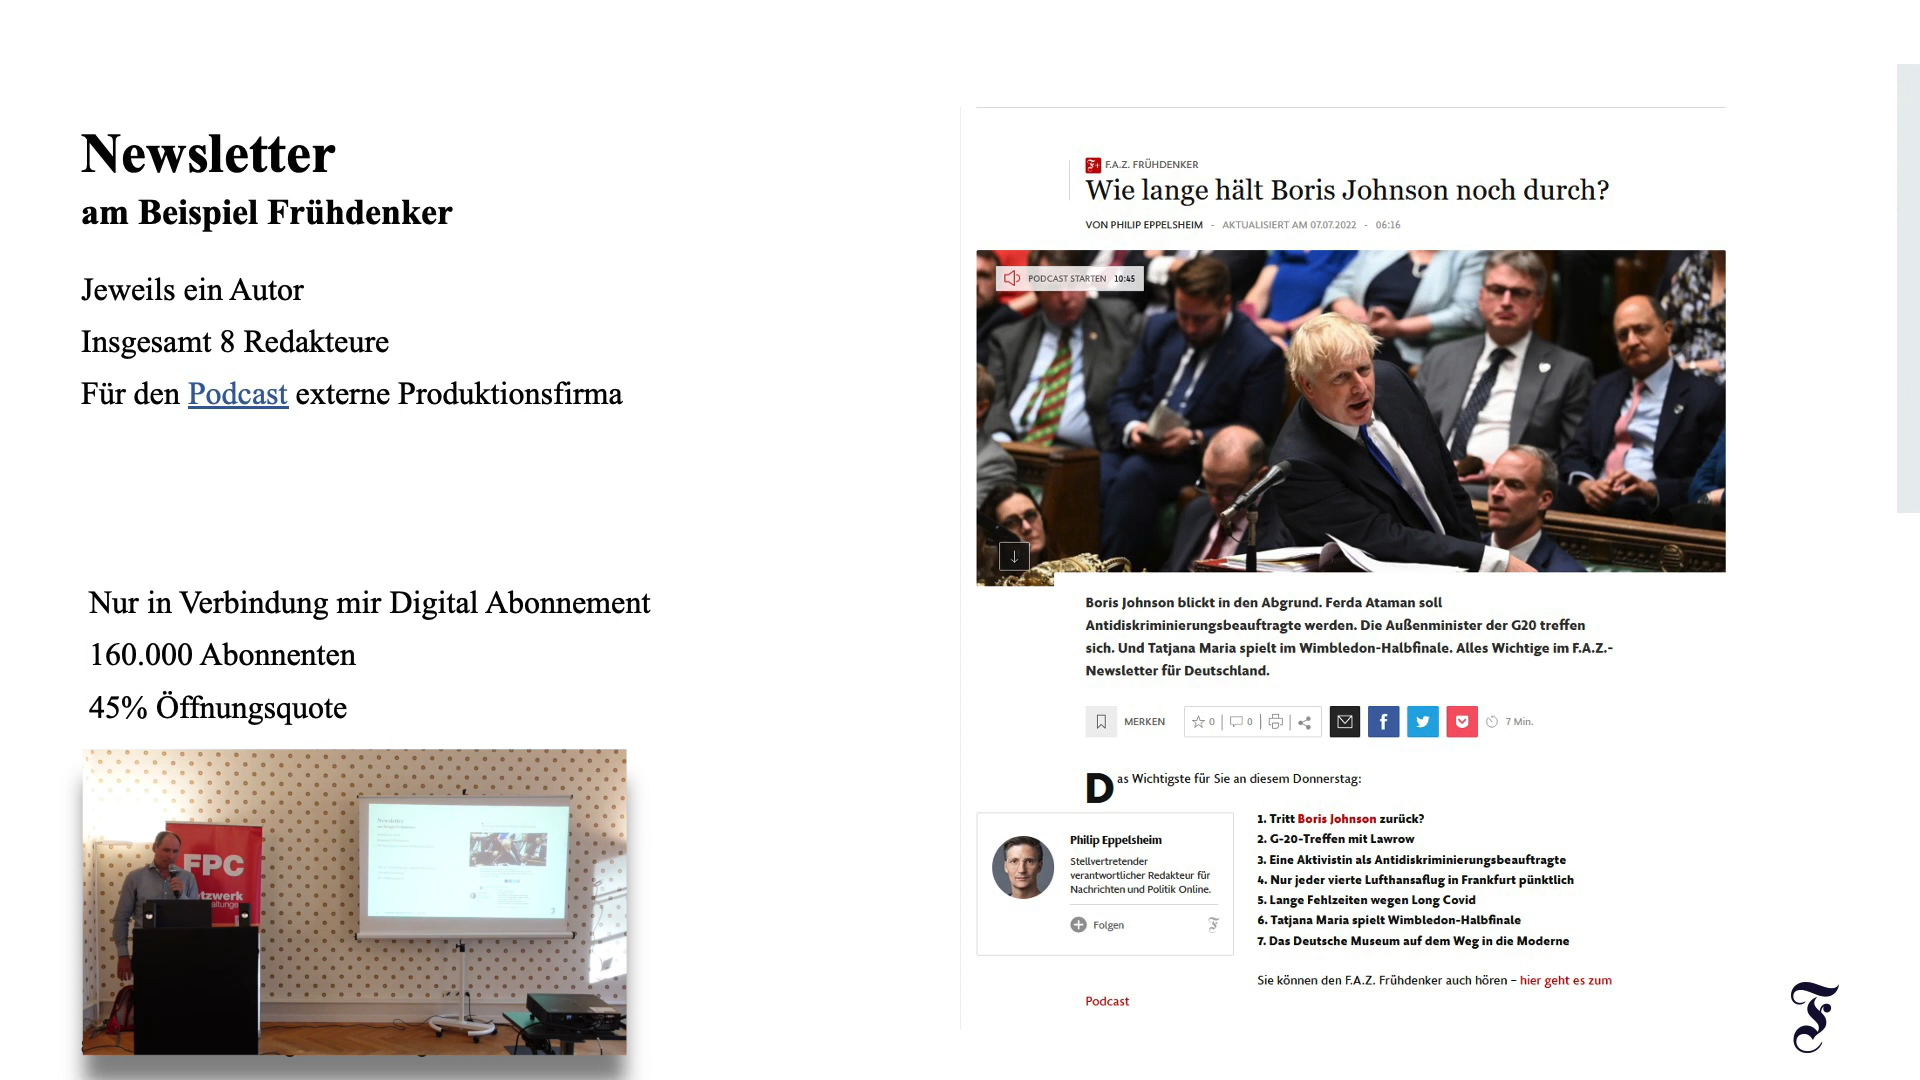 Newsletter
am Beispiel Frühdenker
Jeweils ein Autor
Insgesamt 8 Redakteure
Für den Podcast externe Produktionsfirma
Nur in Verbindung mir Digital Abonnement
160.000 Abonnenten
45% Öffnungsquote
FPC
Newsletter
F+ F.A.Z. FRÜHDENKER
Wie lange hält Boris Johnson noch durch?
VON PHILIP EPPELSHEIM - AKTUALISIERT AM 07.07.2022 - 06:16
PODCAST STARTEN 10:45
Boris Johnson blickt in den Abgrund. Ferda Ataman soll
Antidiskriminierungsbeauftragte werden. Die Außenminister der G20 treffen
sich. Und Tatjana Maria spielt im Wimbledon-Halbfinale. Alles Wichtige im F.A.Z.-
Newsletter für Deutschland.
MERKEN 0 0 7 Min.
Das Wichtigste für Sie an diesem Donnerstag:
Philip Eppelsheim
Stellvertretender
verantwortlicher Redakteur für
Nachrichten und Politik Online.
Folgen
1. Tritt Boris Johnson zurück?
2. G-20-Treffen mit Lawrow
3. Eine Aktivistin als Antidiskriminierungsbeauftragte
4. Nur jeder vierte Lufthansaflug in Frankfurt pünktlich
5. Lange Fehlzeiten wegen Long Covid
6. Tatjana Maria spielt Wimbledon-Halbfinale
7. Das Deutsche Museum auf dem Weg in die Moderne
Sie können den F.A.Z. Frühdenker auch hören – hier geht es zum
Podcast
F